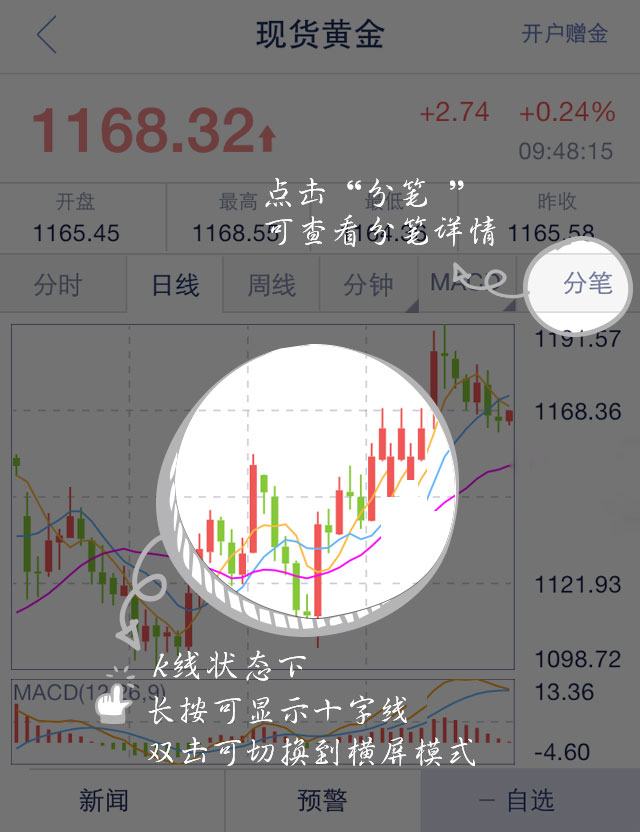 现货黄金
开户赠金
1168.32
+2.74
+0.24%
09:48:15
开盘
最高
最低
昨收
1165.45
1168.55
1164.36
1165.58
点击“分笔 ”
可查看分笔详情
分时
日线
周线
分钟
MACD
分笔
1191.57
1168.36
1121.93
1098.72
K线状态下
长按可显示十字线
双击可切换到横屏模式
MACD(12,26,9)
13.36
-4.60
新闻
预警
— 自选